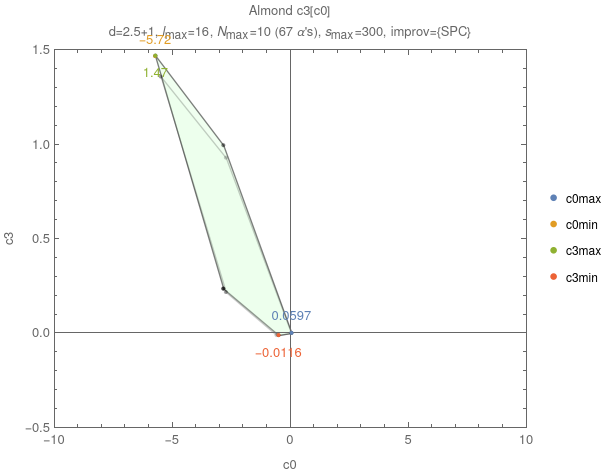 Almond c3[c0]
d=2.5+1, lmax=16, Nmax=10 (67 α's), smax=300, improv={SPC}
−5.72
1.47
0.0597
−0.0116
1.5
1.0
0.5
0.0
−0.5
c3
−10
−5
0
5
10
c0
c0max
c0min
c3max
c3min